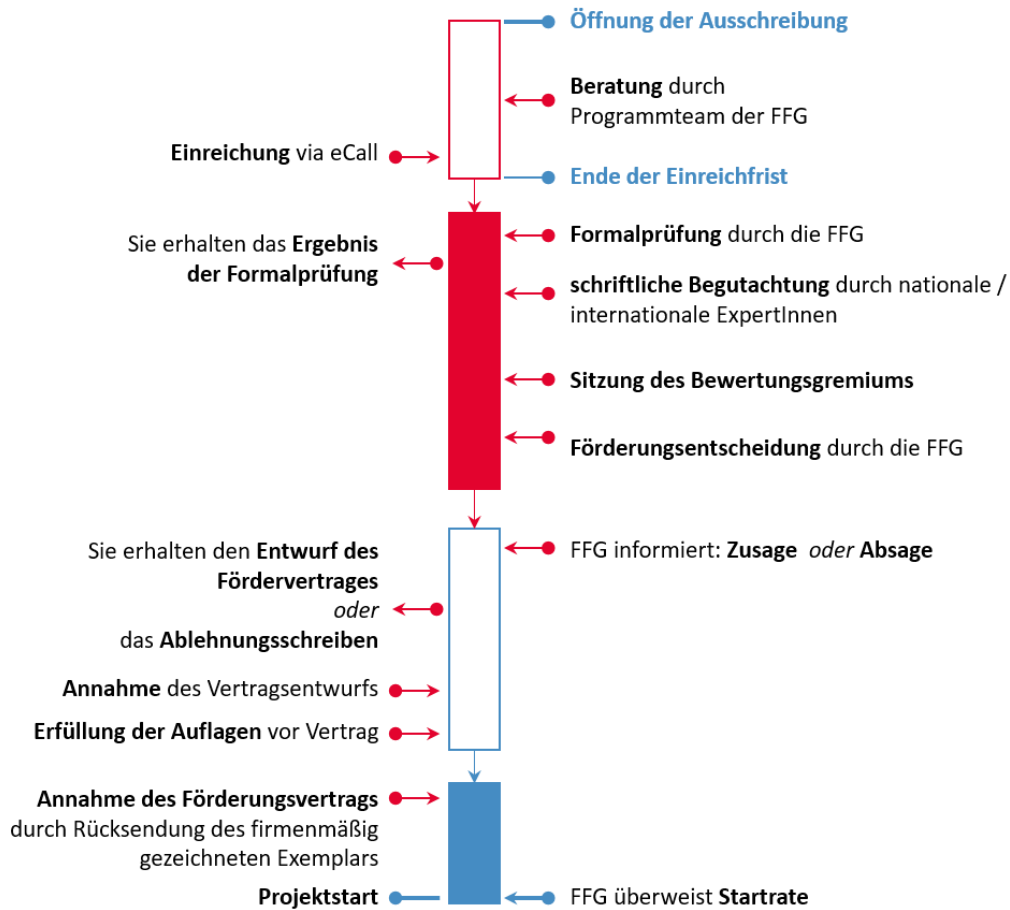 Öffnung der Ausschreibung
Beratung durch
Programmteam der FFG
Einreichung via eCall
Ende der Einreichfrist
Formalprüfung durch die FFG
Sie erhalten das Ergebnis
der Formalprüfung
schriftliche Begutachtung durch nationale /
internationale ExpertInnen
Sitzung des Bewertungsgremiums
Förderungsentscheidung durch die FFG
FFG informiert: Zusage oder Absage
Sie erhalten den Entwurf des
Fördervertrages
oder
das Ablehnungsschreiben
Annahme des Vertragsentwurfs
Erfüllung der Auflagen vor Vertrag
Annahme des Förderungsvertrags
durch Rücksendung des firmenmäßig
gezeichneten Exemplars
Projektstart
FFG überweist Startrate